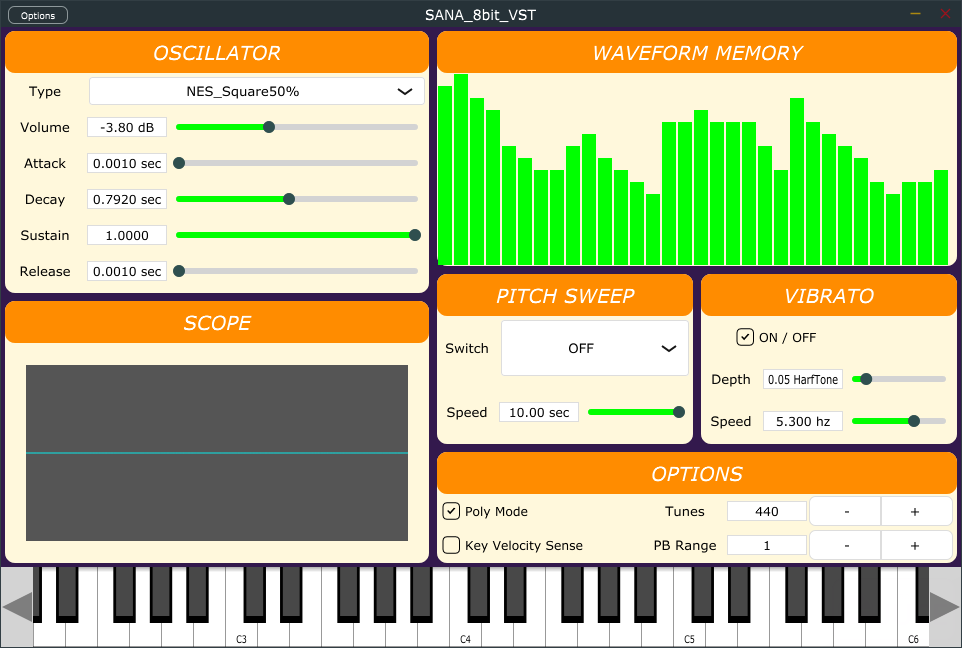 Options
SANA_8bit_VST
OSCILLATOR
Type
NES_Square50%
Volume
-3.80 dB
Attack
0.0010 sec
Decay
0.7920 sec
Sustain
1.0000
Release
0.0010 sec
SCOPE
WAVEFORM MEMORY
PITCH SWEEP
Switch
OFF
Speed
10.00 sec
VIBRATO
ON / OFF
Depth
0.05 HarfTone
Speed
5.300 hz
OPTIONS
Poly Mode
Tunes
440
-
+
Key Velocity Sense
PB Range
1
-
+
C3
C4
C5
C6